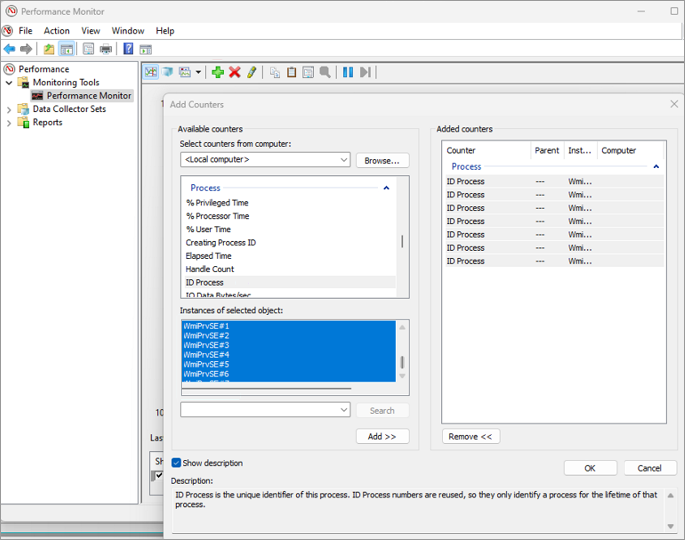 Performance Monitor
File Action View Window Help
Performance
Monitoring Tools
Performance Monitor
Data Collector Sets
Reports
Add Counters
Available counters
Select counters from computer:
<Local computer>
Browse...
Process
% Privileged Time
% Processor Time
% User Time
Creating Process ID
Elapsed Time
Handle Count
ID Process
IO Data Bytes/sec
Instances of selected object:
WmiPrvSE#1
WmiPrvSE#2
WmiPrvSE#3
WmiPrvSE#4
WmiPrvSE#5
WmiPrvSE#6
Search
Add >>
Added counters
Counter Parent Inst... Computer
Process
ID Process --- Wmi...
ID Process --- Wmi...
ID Process --- Wmi...
ID Process --- Wmi...
ID Process --- Wmi...
ID Process --- Wmi...
ID Process --- Wmi...
Remove <<
Show description
OK
Cancel
Description:
ID Process is the unique identifier of this process. ID Process numbers are reused, so they only identify a process for the lifetime of that
process.
10
Las